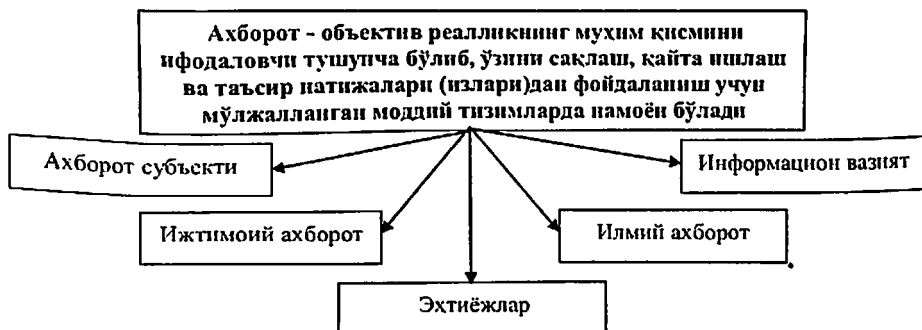 Ахборот - объектив реалликнинг муҳим қисмини
ифодаловчи тушунча бўлиб, ўзини сақлаш, қайта ишлаш
ва таъсир натижалари (излари)дан фойдаланиш учун
мўлжалланган моддий тизимларда намоён бўлади
Ахборот субъекти
Информацион вазият
Ижтимоий ахборот
Илмий ахборот
Эҳтиёжлар